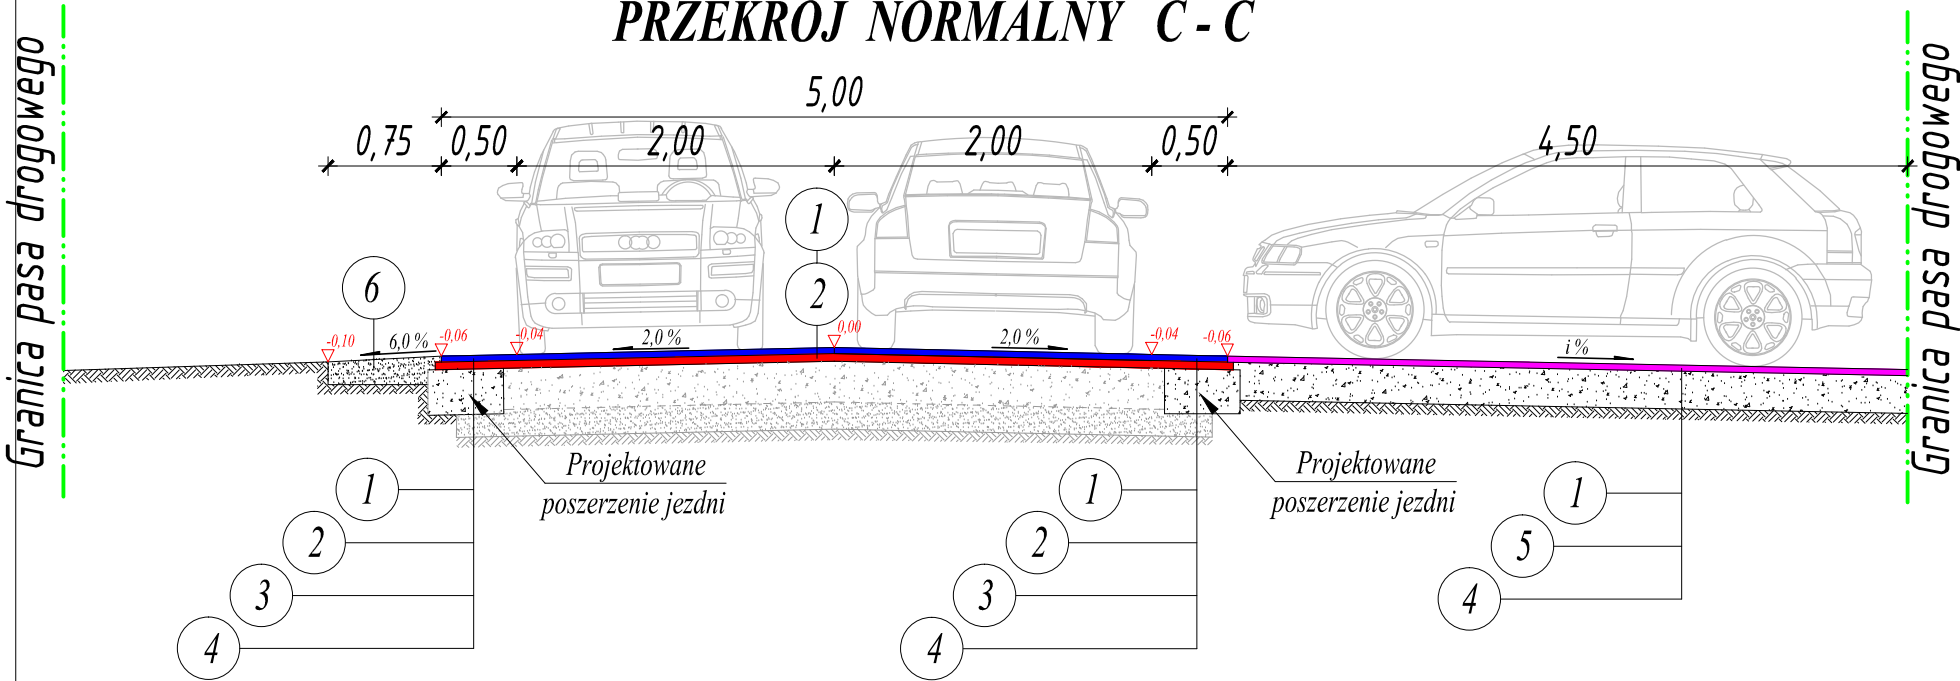 PRZEKRÓJ NORMALNY C - C
Granica pasa drogowego
5,00
0,75 0,50 2,00 2,00 0,50 4,50
1
2
6
-0,10 6,0 % -0,06 -0,04 2,0 % 0,00 2,0 % -0,04 -0,06 i %
Projektowane
poszerzenie jezdni
Projektowane
poszerzenie jezdni
1
2
3
4
1
2
3
4
1
5
4
Granica pasa drogowego